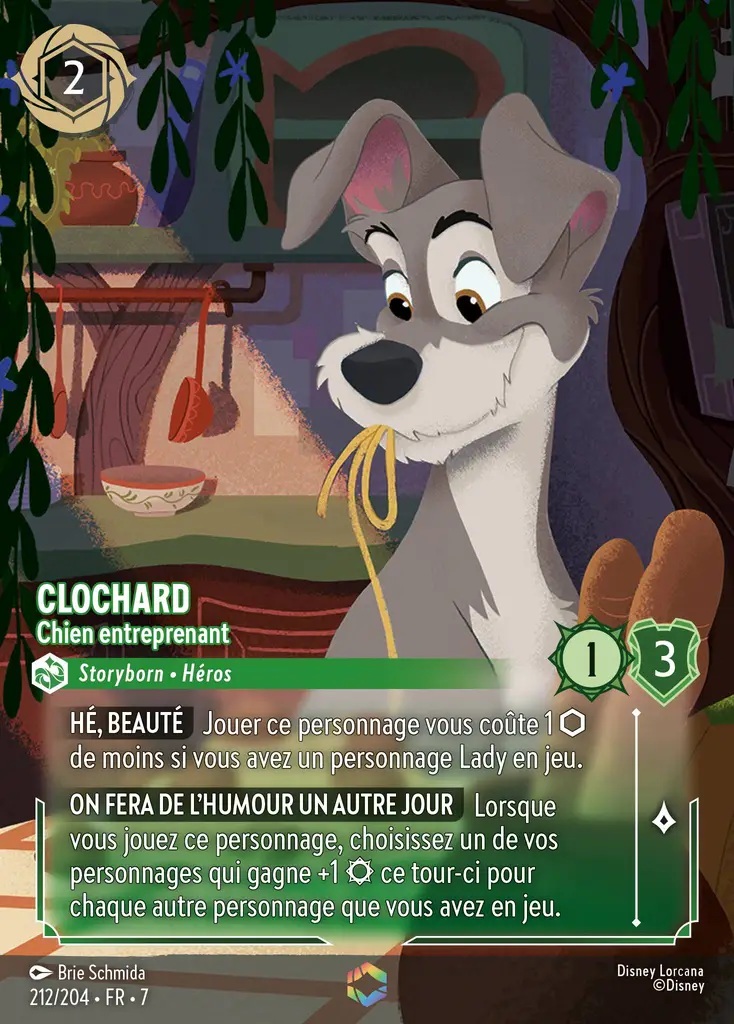 2
CLOCHARD
Chien entreprenant
Storyborn • Héros
1
3
HÉ, BEAUTÉ Jouer ce personnage vous coûte 1
de moins si vous avez un personnage Lady en jeu.
ON FERA DE L'HUMOUR UN AUTRE JOUR Lorsque
vous jouez ce personnage, choisissez un de vos
personnages qui gagne +1 ce tour-ci pour
chaque autre personnage que vous avez en jeu.
Brie Schmida
212/204 • FR • 7
Disney Lorcana
©Disney